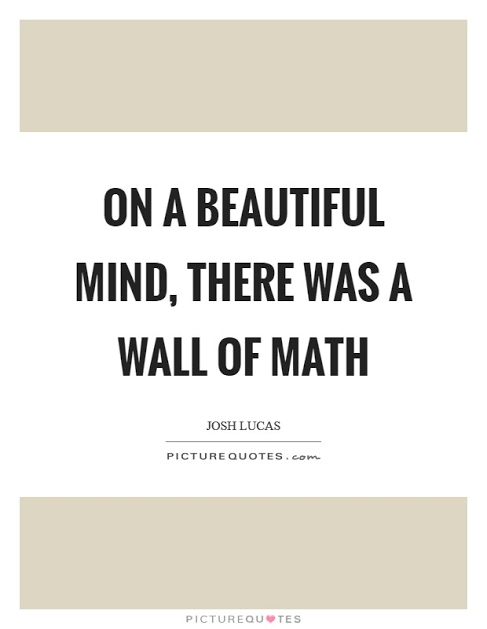 ON A BEAUTIFUL
MIND, THERE WAS A
WALL OF MATH
JOSH LUCAS
PICTUREQUOTES.com
PICTUREQUOTES